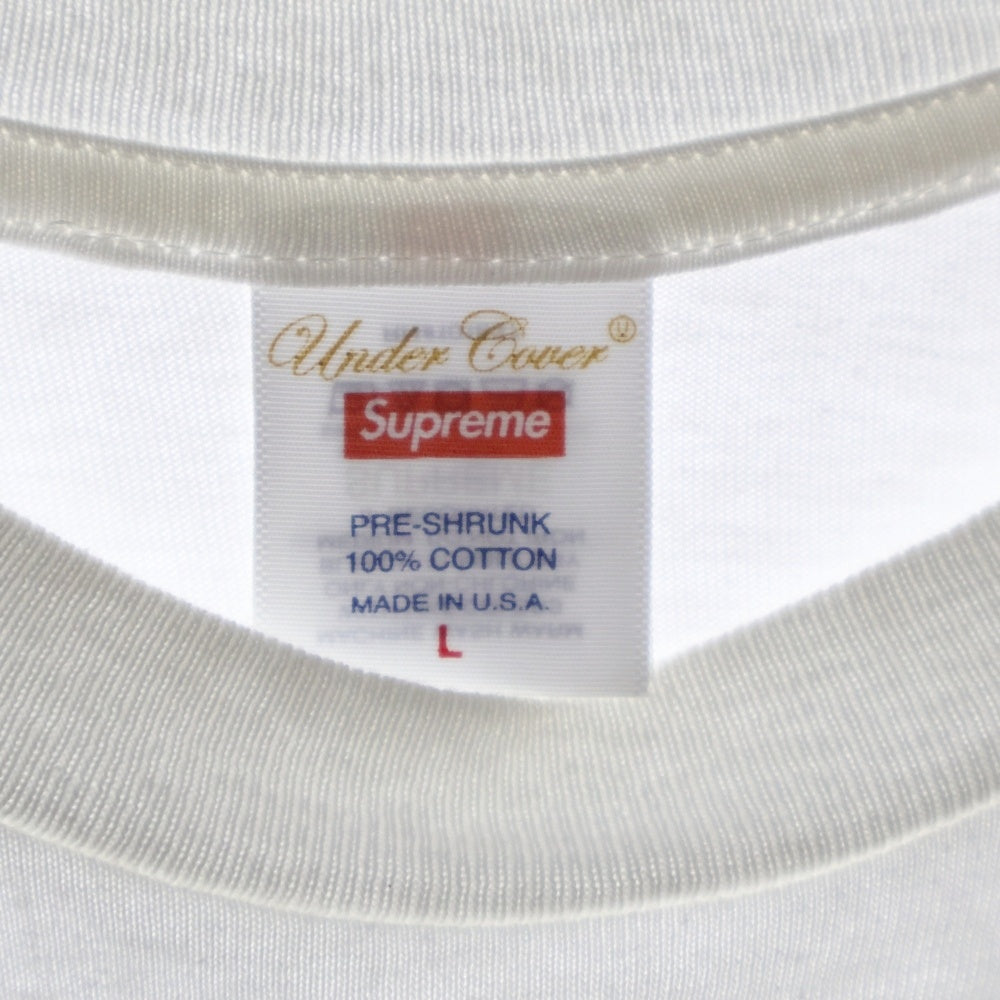 Under Cover Ⓤ
Supreme
PRE-SHRUNK
100% COTTON
MADE IN U.S.A.
L